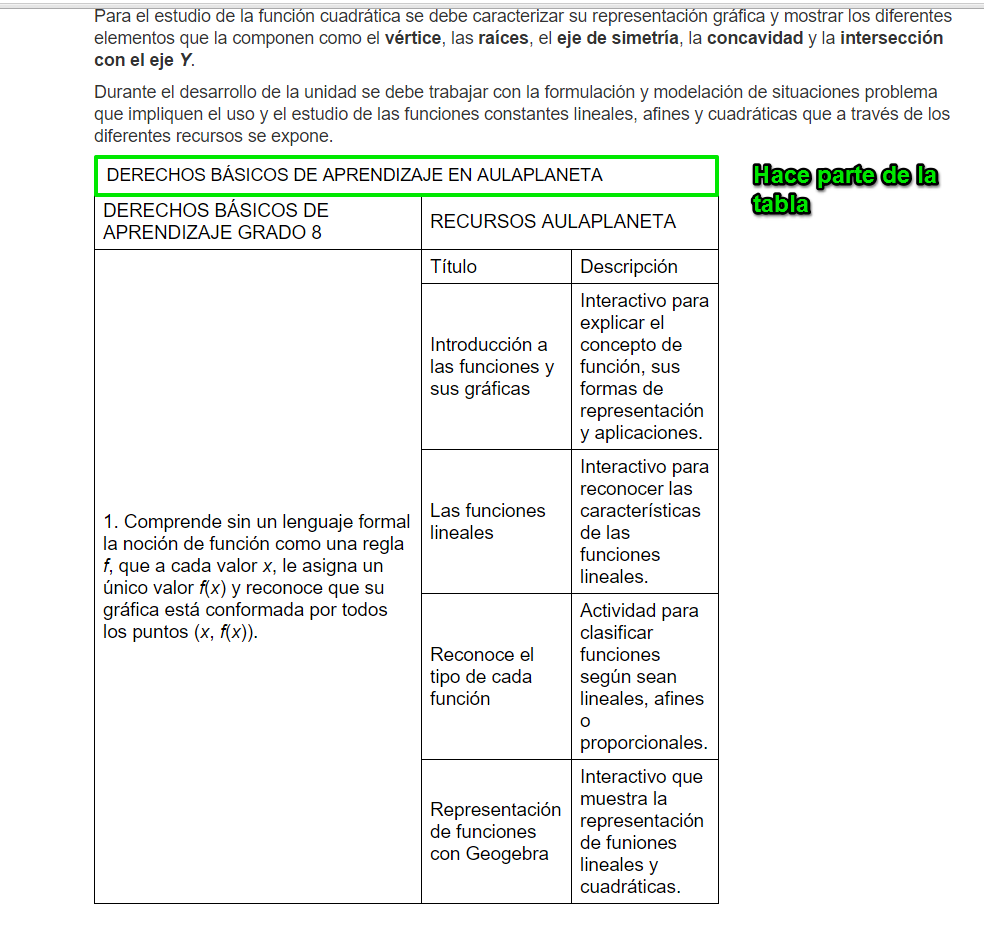 Para el estudio de la función cuadrática se debe caracterizar su representación gráfica y mostrar los diferentes
elementos que la componen como el vértice, las raíces, el eje de simetría, la concavidad y la intersección
con el eje Y.
Durante el desarrollo de la unidad se debe trabajar con la formulación y modelación de situaciones problema
que impliquen el uso y el estudio de las funciones constantes lineales, afines y cuadráticas que a través de los
diferentes recursos se expone.
DERECHOS BÁSICOS DE APRENDIZAJE EN AULAPLANETA
Hace parte de la
tabla
DERECHOS BÁSICOS DE
APRENDIZAJE GRADO 8
RECURSOS AULAPLANETA
1. Comprende sin un lenguaje formal
la noción de función como una regla
f, que a cada valor x, le asigna un
único valor f(x) y reconoce que su
gráfica está conformada por todos
los puntos (x, f(x)).
Título
Descripción
Introducción a
las funciones y
sus gráficas
Interactivo para
explicar el
concepto de
función, sus
formas de
representación
y aplicaciones.
Las funciones
lineales
Interactivo para
reconocer las
características
de las
funciones
lineales.
Reconoce el
tipo de cada
función
Actividad para
clasificar
funciones
según sean
lineales, afines
o
proporcionales.
Representación
de funciones
con Geogebra
Interactivo que
muestra la
representación
de funiones
lineales y
cuadráticas.